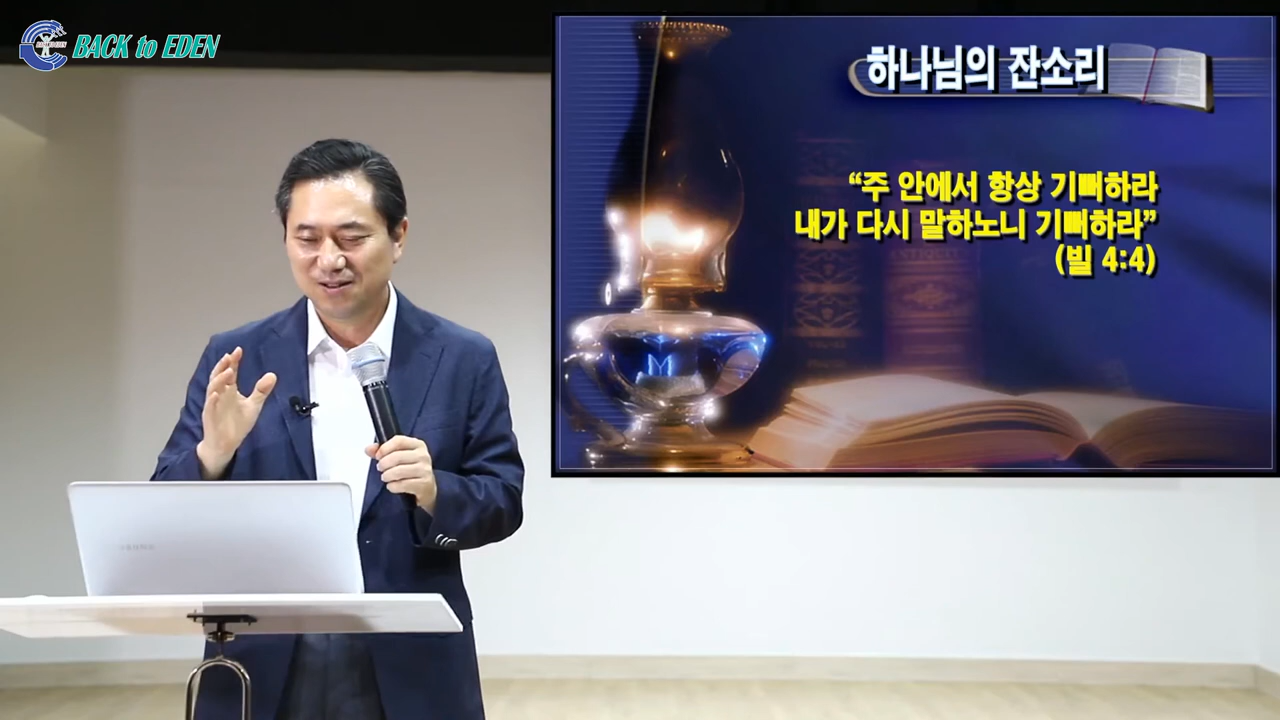 BACK to EDEN
하나님의 잔소리
“주 안에서 항상 기뻐하라
내가 다시 말하노니 기뻐하라”
(빌 4:4)